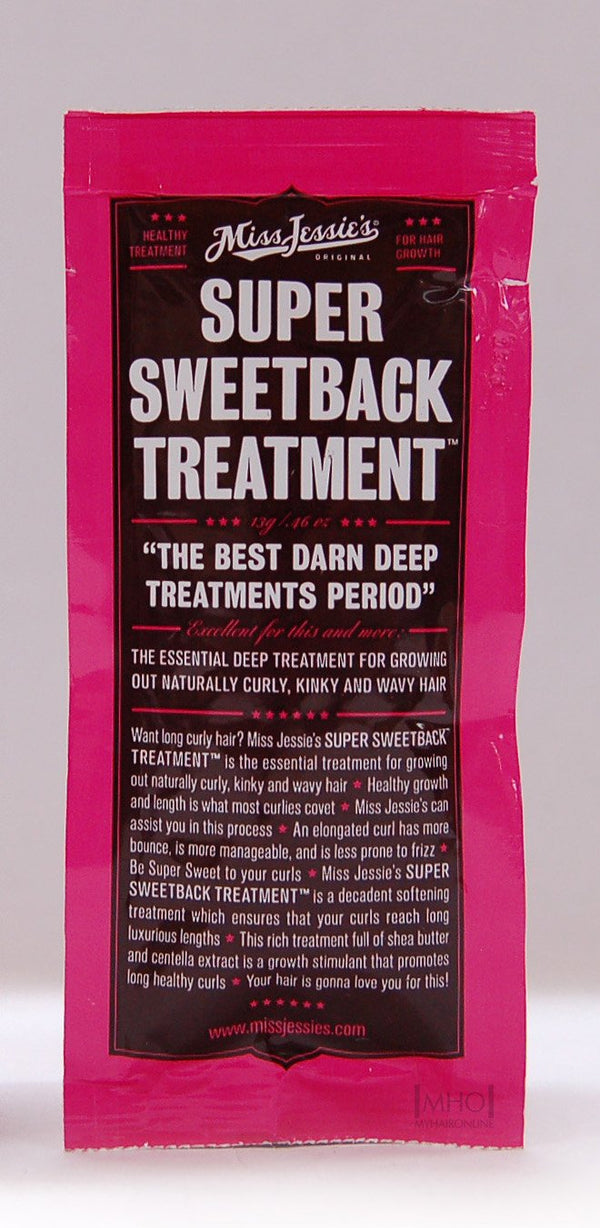 ★★★
HEALTHY
TREATMENT
Miss Jessie's®
ORIGINAL
★★★
FOR HAIR
GROWTH
SUPER
SWEETBACK
TREATMENT™
★★★ 13g / .46 oz ★★★
“THE BEST DARN DEEP
TREATMENTS PERIOD”
Excellent for this and more:
THE ESSENTIAL DEEP TREATMENT FOR GROWING
OUT NATURALLY CURLY, KINKY AND WAVY HAIR
★★★★★★
Want long curly hair? Miss Jessie's SUPER SWEETBACK™
TREATMENT™ is the essential treatment for growing
out naturally curly, kinky and wavy hair ★ Healthy growth
and length is what most curlies covet ★ Miss Jessie's can
assist you in this process ★ An elongated curl has more
bounce, is more manageable, and is less prone to frizz ★
Be Super Sweet to your curls ★ Miss Jessie's SUPER
SWEETBACK TREATMENT™ is a decadent softening
treatment which ensures that your curls reach long
luxurious lengths ★ This rich treatment full of shea butter
and centella extract is a growth stimulant that promotes
long healthy curls ★ Your hair is gonna love you for this!
★★★★★★
www.missjessies.com
|MHO|
MYHAIRONLINE